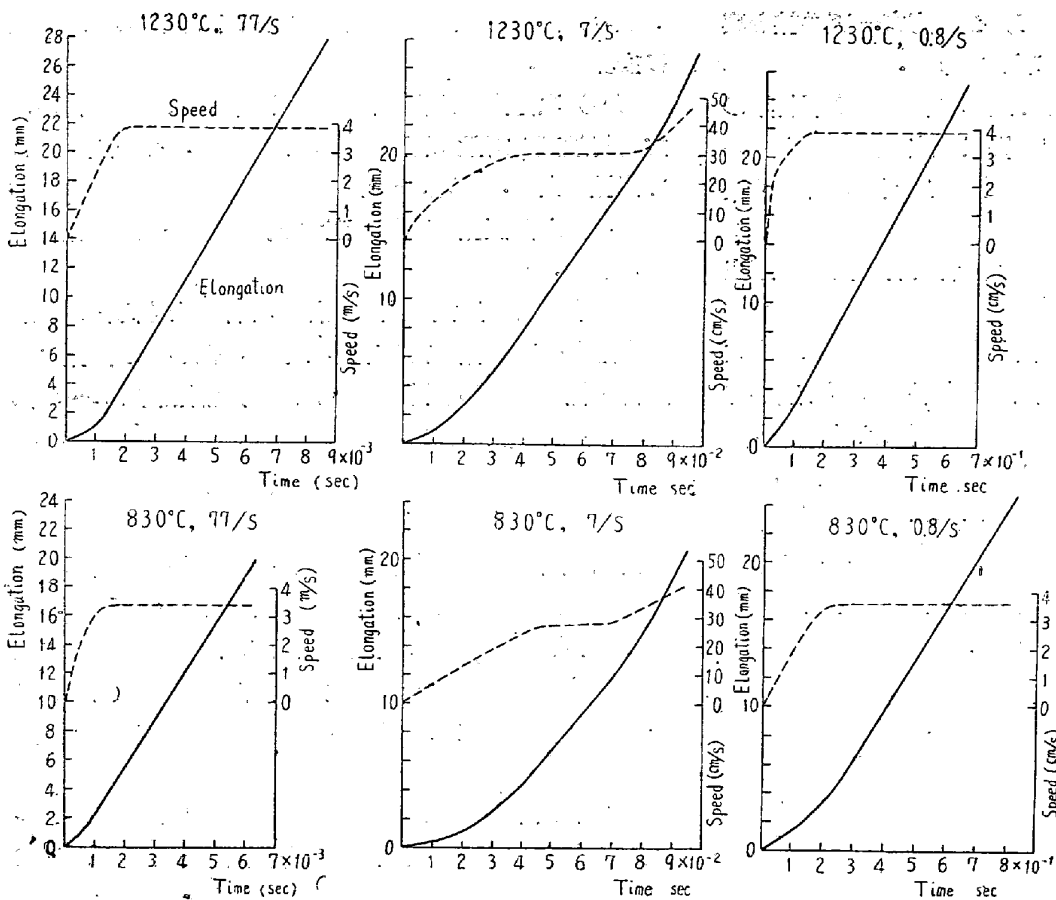 1230°C, 77/S
28
26
24
22
20
18
16
14
12
10
8
6
4
2
0
Elongation (mm)
Speed
Elongation
4
3
2
1
0
Speed (m/s)
1 2 3 4 5 6 7 8 9×10⁻³
Time (sec)
1230°C, 7/S
20
10
Elongation (mm)
50
40
30
20
10
0
Speed (cm/s)
1 2 3 4 5 6 7 8 9×10⁻²
Time sec
1230°C, 0.8/S
20
10
0
Elongation (mm)
4
3
2
1
0
Speed (cm/s)
1 2 3 4 5 6 7×10⁻¹
Time sec
830°C, 77/S
24
22
20
18
16
14
12
10
8
6
4
2
0
Elongation (mm)
4
3
2
1
0
Speed (m/s)
1 2 3 4 5 6 7×10⁻³
Time (sec)
830°C, 7/S
20
10
0
Elongation (mm)
50
40
30
20
10
0
Speed (cm/s)
1 2 3 4 5 6 7 8 9×10⁻²
Time sec
830°C, 0.8/S
20
10
0
Elongation (mm)
4
3
2
1
0
Speed (cm/s)
1 2 3 4 5 6 7 8×10⁻¹
Time sec